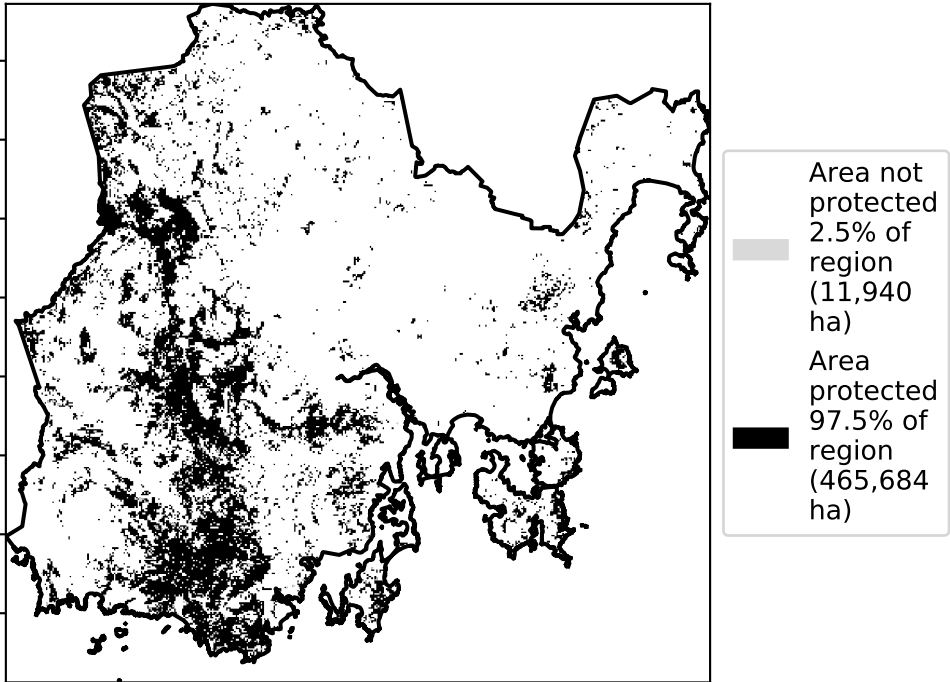 Area not
protected
2.5% of
region
(11,940
ha)
Area
protected
97.5% of
region
(465,684
ha)